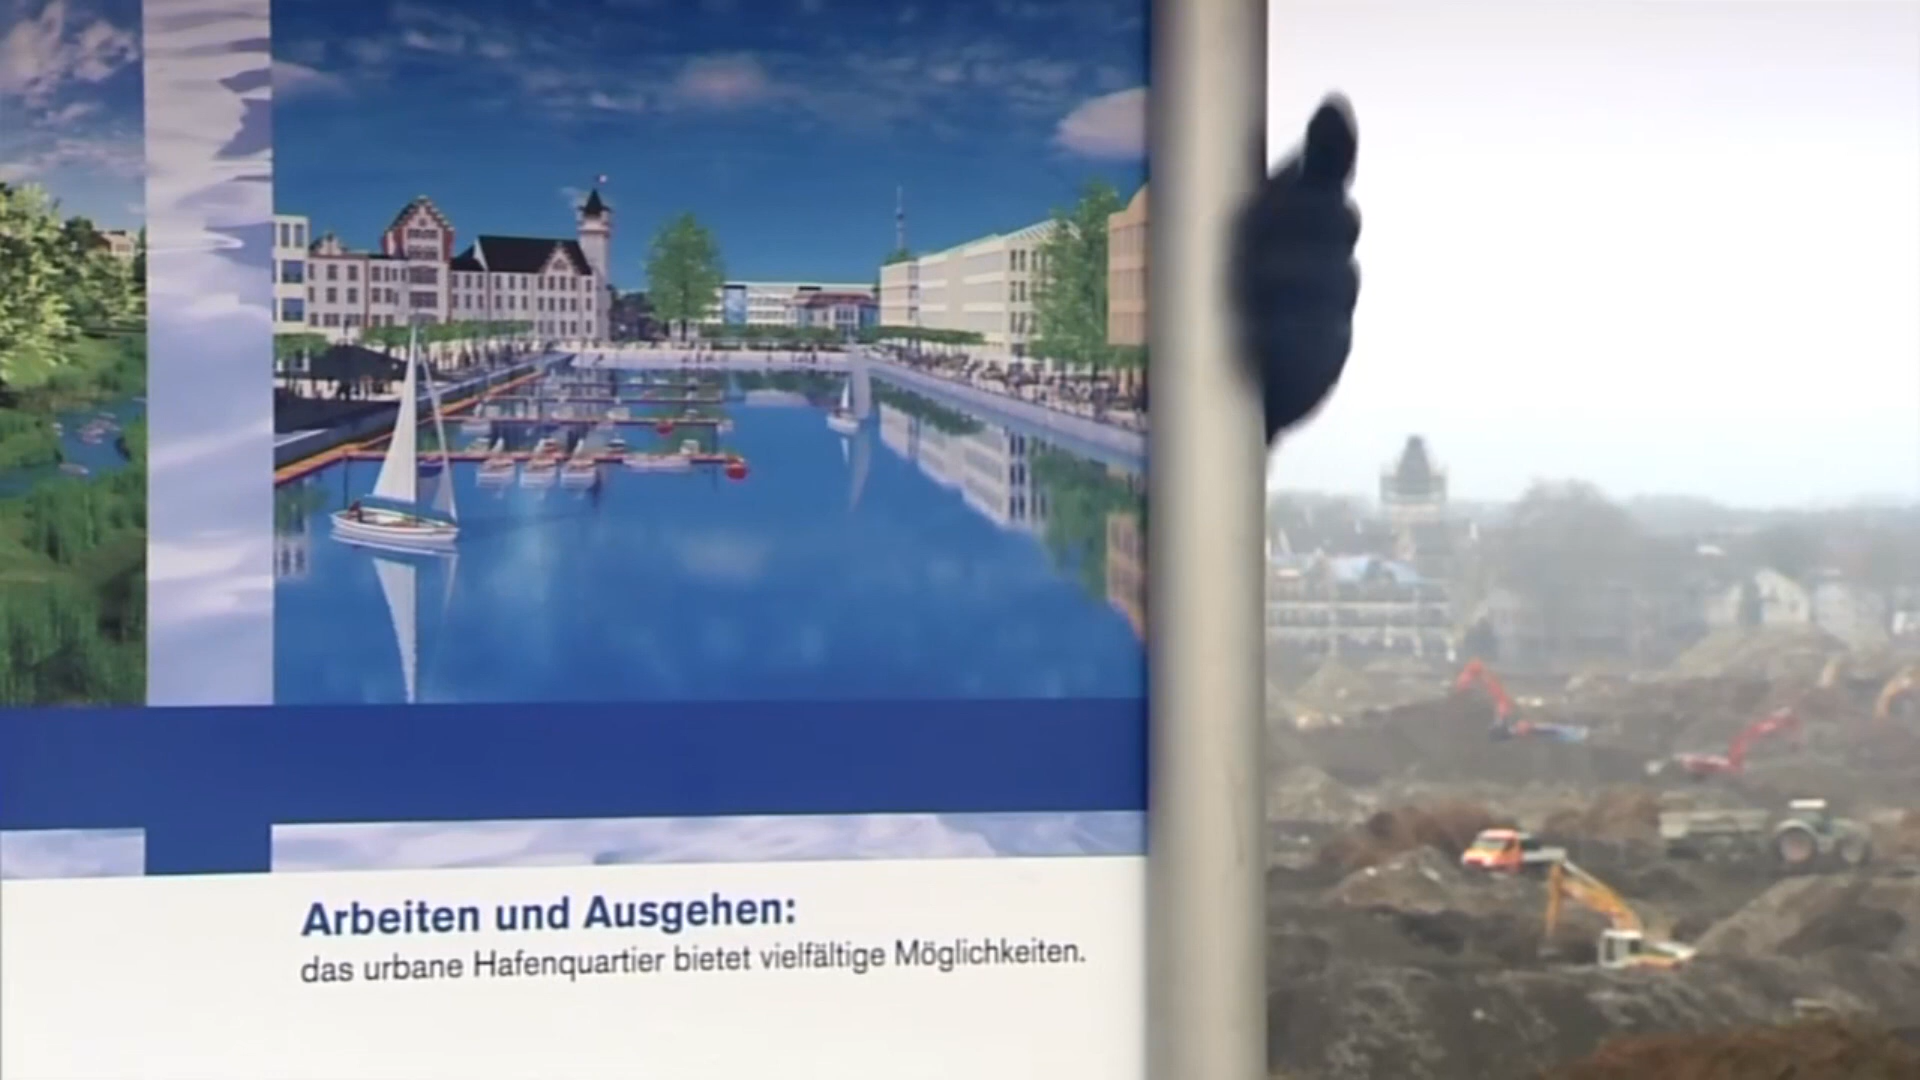 Arbeiten und Ausgehen:
das urbane Hafenquartier bietet vielfältige Möglichkeiten.